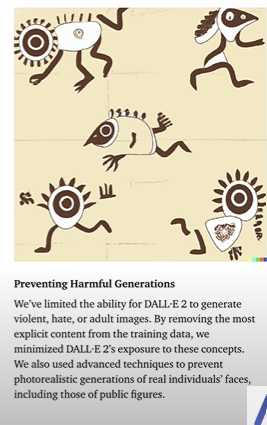 Preventing Harmful Generations
We've limited the ability for DALL·E 2 to generate
violent, hate, or adult images. By removing the most
explicit content from the training data, we
minimized DALL·E 2's exposure to these concepts.
We also used advanced techniques to prevent
photorealistic generations of real individuals' faces,
including those of public figures.